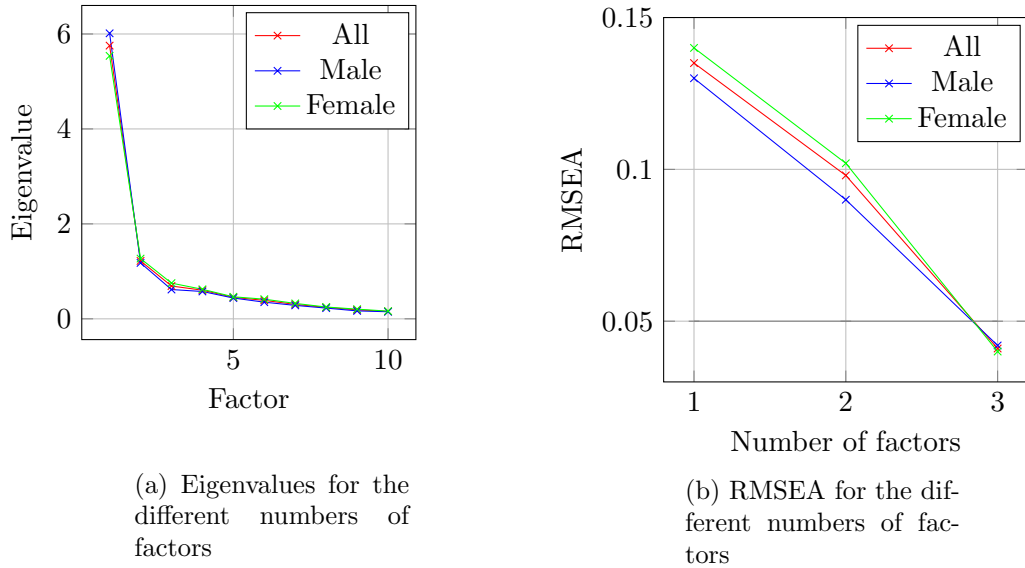 6
4
2
0
5
10
Eigenvalue
Factor
All
Male
Female
(a) Eigenvalues for the
different numbers of
factors
0.15
0.1
0.05
1
2
3
RMSEA
Number of factors
All
Male
Female
(b) RMSEA for the dif-
ferent numbers of fac-
tors